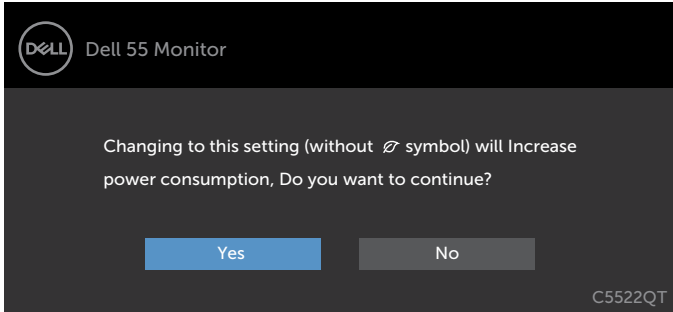 DELL Dell 55 Monitor
Changing to this setting (without symbol) will Increase
power consumption, Do you want to continue?
Yes No
C5522QT